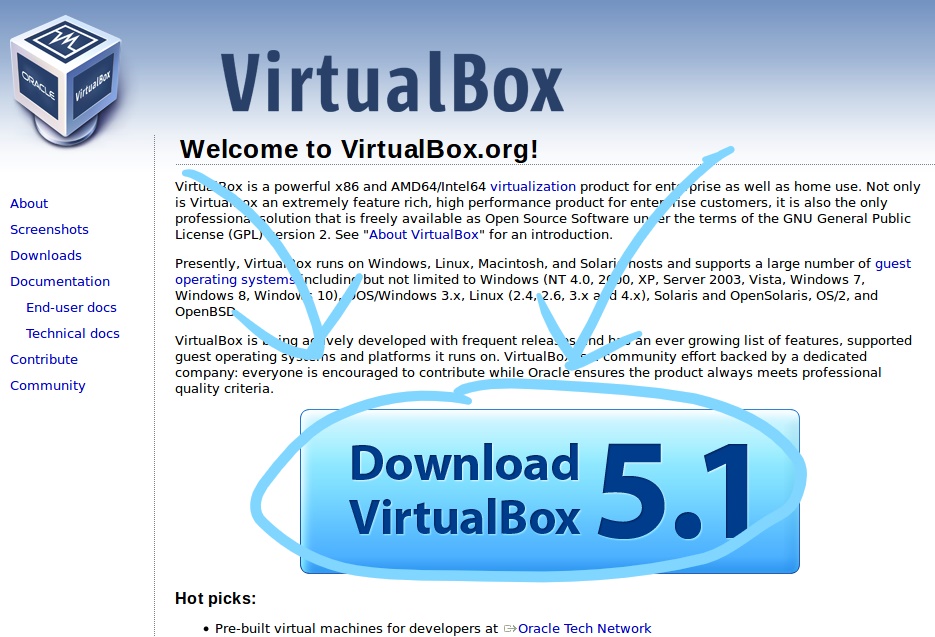 ORACLE
VirtualBox
VirtualBox
Welcome to VirtualBox.org!
VirtualBox is a powerful x86 and AMD64/Intel64 virtualization product for enterprise as well as home use. Not only
is VirtualBox an extremely feature rich, high performance product for enterprise customers, it is also the only
professional solution that is freely available as Open Source Software under the terms of the GNU General Public
License (GPL) version 2. See "About VirtualBox" for an introduction.
Presently, VirtualBox runs on Windows, Linux, Macintosh, and Solaris hosts and supports a large number of guest
operating systems including but not limited to Windows (NT 4.0, 2000, XP, Server 2003, Vista, Windows 7,
Windows 8, Windows 10), DOS/Windows 3.x, Linux (2.4, 2.6, 3.x and 4.x), Solaris and OpenSolaris, OS/2, and
OpenBSD.
VirtualBox is being actively developed with frequent releases and has an ever growing list of features, supported
guest operating systems and platforms it runs on. VirtualBox is a community effort backed by a dedicated
company: everyone is encouraged to contribute while Oracle ensures the product always meets professional
quality criteria.
About
Screenshots
Downloads
Documentation
End-user docs
Technical docs
Contribute
Community
Download
VirtualBox 5.1
Hot picks:
• Pre-built virtual machines for developers at Oracle Tech Network